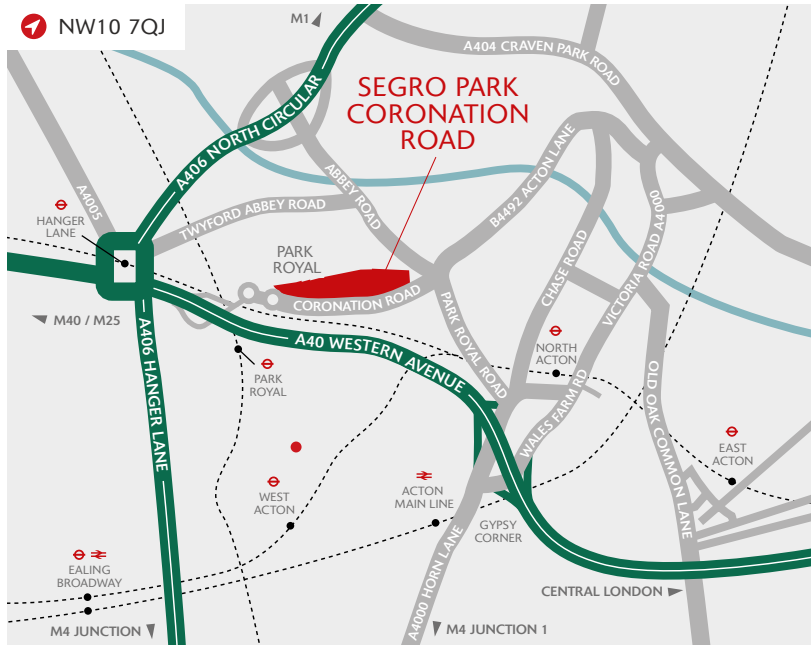 NW10 7QJ
M1
A404 CRAVEN PARK ROAD
SEGRO PARK
CORONATION
ROAD
A406 NORTH CIRCULAR
ABBEY ROAD
B4492 ACTON LANE
A4005
HANGER
LANE
TWYFORD ABBEY ROAD
PARK
ROYAL
CORONATION ROAD
CHASE ROAD
VICTORIA ROAD A4000
M40 / M25
A406 HANGER LANE
A40 WESTERN AVENUE
PARK ROYAL ROAD
PARK
ROYAL
NORTH
ACTON
WALES FARM RD
OLD OAK COMMON LANE
EAST
ACTON
WEST
ACTON
ACTON
MAIN LINE
GYPSY
CORNER
EALING
BROADWAY
A4000 HORN LANE
CENTRAL LONDON
M4 JUNCTION
M4 JUNCTION 1